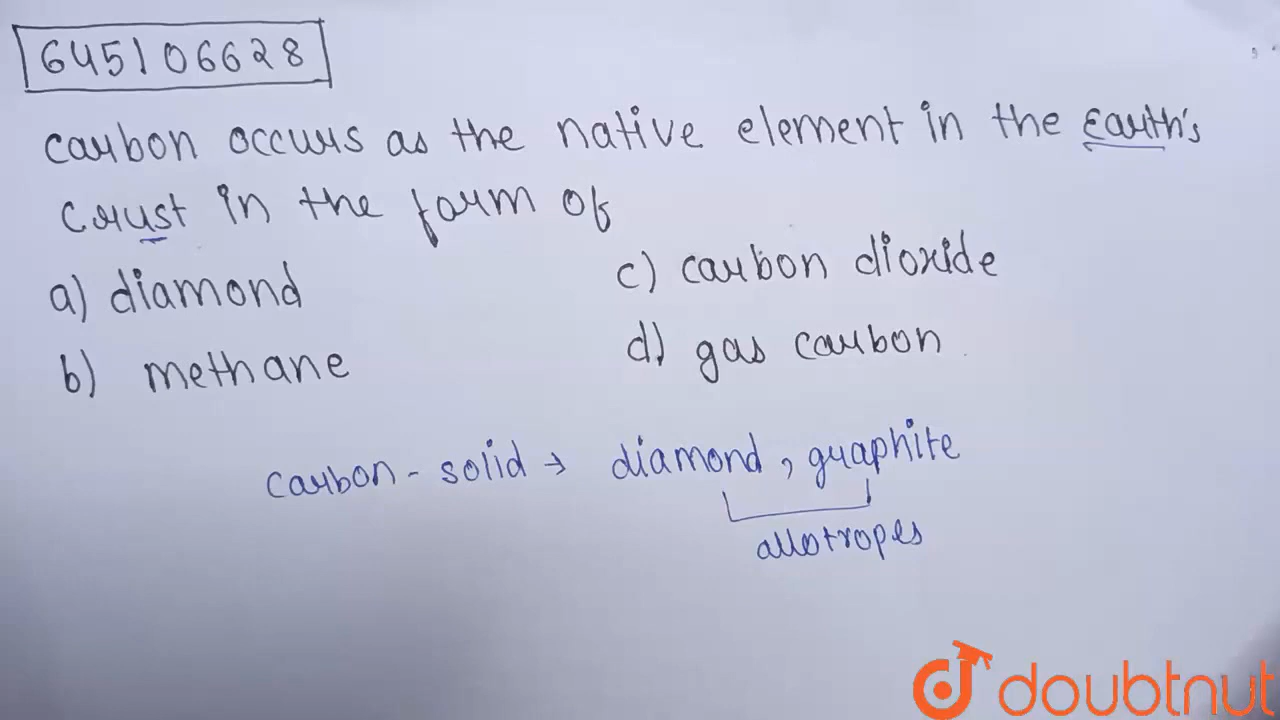 645106628
carbon occurs as the native element in the Earth's
crust in the form of
a) diamond
c) carbon dioxide
b) methane
d) gas carbon
carbon - solid → diamond, graphite
allotropes
doubtnut